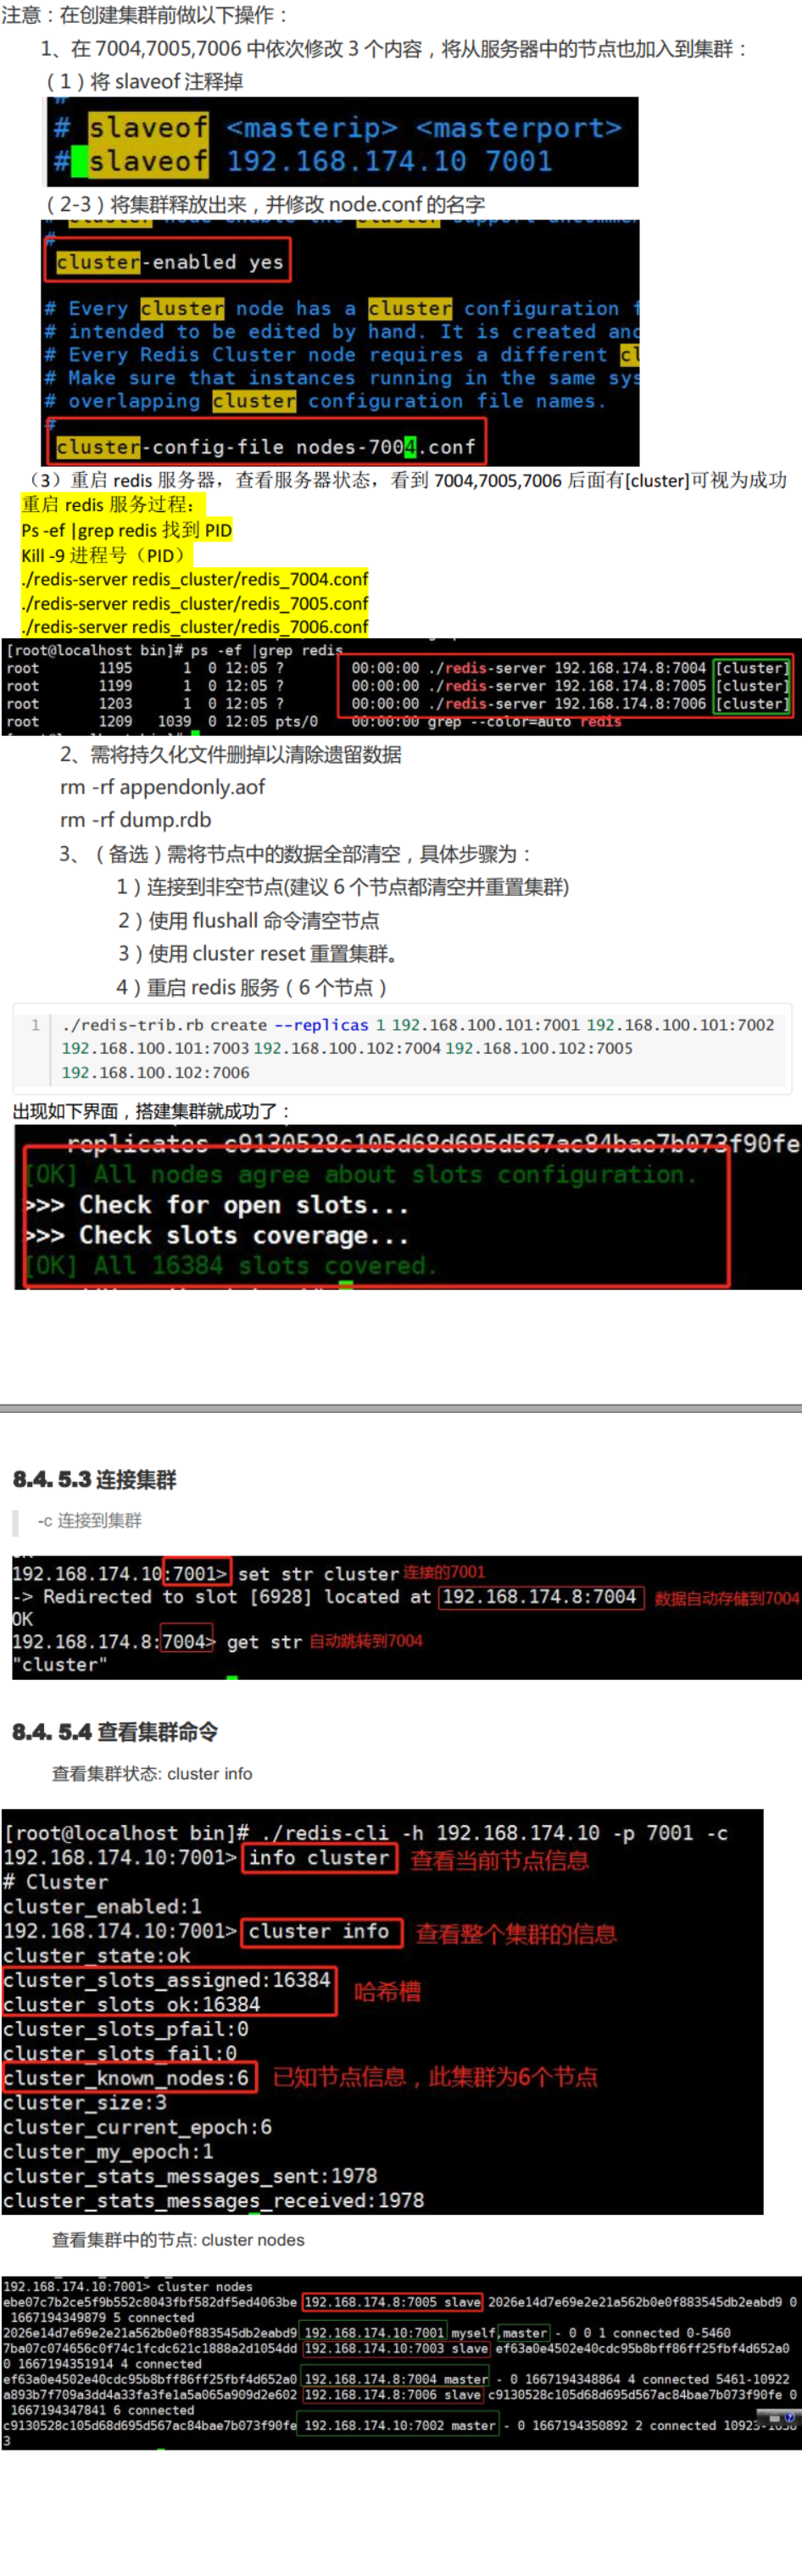 注意：在创建集群前做以下操作：
1、在 7004,7005,7006 中依次修改 3 个内容，将从服务器中的节点也加入到集群：
（1）将 slaveof 注释掉
# slaveof <masterip> <masterport>
# slaveof 192.168.174.10 7001
（2-3）将集群释放出来，并修改 node.conf 的名字
#
cluster-enabled yes
# Every cluster node has a cluster configuration f
# intended to be edited by hand. It is created and
# Every Redis Cluster node requires a different cl
# Make sure that instances running in the same sys
# overlapping cluster configuration file names.
#
cluster-config-file nodes-7004.conf
（3）重启 redis 服务器，查看服务器状态，看到 7004,7005,7006 后面有[cluster]可视为成功
重启 redis 服务过程：
Ps -ef |grep redis 找到 PID
Kill -9 进程号（PID）
./redis-server redis_cluster/redis_7004.conf
./redis-server redis_cluster/redis_7005.conf
./redis-server redis_cluster/redis_7006.conf
[root@localhost bin]# ps -ef |grep redis
root 1195 1 0 12:05 ? 00:00:00 ./redis-server 192.168.174.8:7004 [cluster]
root 1199 1 0 12:05 ? 00:00:00 ./redis-server 192.168.174.8:7005 [cluster]
root 1203 1 0 12:05 ? 00:00:00 ./redis-server 192.168.174.8:7006 [cluster]
root 1209 1039 0 12:05 pts/0 00:00:00 grep --color=auto redis
2、需将持久化文件删掉以清除遗留数据
rm -rf appendonly.aof
rm -rf dump.rdb
3、（备选）需将节点中的数据全部清空，具体步骤为：
1）连接到非空节点(建议 6 个节点都清空并重置集群)
2）使用 flushall 命令清空节点
3）使用 cluster reset 重置集群。
4）重启 redis 服务（6 个节点）
1 ./redis-trib.rb create --replicas 1 192.168.100.101:7001 192.168.100.101:7002
192.168.100.101:7003 192.168.100.102:7004 192.168.100.102:7005
192.168.100.102:7006
出现如下界面，搭建集群就成功了：
replicates c9130528c105d68d695d567ac84bae7b073f90fe
[OK] All nodes agree about slots configuration.
>>> Check for open slots...
>>> Check slots coverage...
[OK] All 16384 slots covered.
8.4. 5.3 连接集群
-c 连接到集群
192.168.174.10:7001> set str cluster 连接的7001
-> Redirected to slot [6928] located at 192.168.174.8:7004 数据自动存储到7004
OK
192.168.174.8:7004> get str 自动跳转到7004
"cluster"
8.4. 5.4 查看集群命令
查看集群状态: cluster info
[root@localhost bin]# ./redis-cli -h 192.168.174.10 -p 7001 -c
192.168.174.10:7001> info cluster 查看当前节点信息
# Cluster
cluster_enabled:1
192.168.174.10:7001> cluster info 查看整个集群的信息
cluster_state:ok
cluster_slots_assigned:16384
cluster_slots_ok:16384 哈希槽
cluster_slots_pfail:0
cluster_slots_fail:0
cluster_known_nodes:6 已知节点信息，此集群为6个节点
cluster_size:3
cluster_current_epoch:6
cluster_my_epoch:1
cluster_stats_messages_sent:1978
cluster_stats_messages_received:1978
查看集群中的节点: cluster nodes
192.168.174.10:7001> cluster nodes
ebe07c7b2ce5f9b552c8043fbf582df5ed4063be 192.168.174.8:7005 slave 2026e14d7e69e2e21a562b0e0f883545db2eabd9 0
1667194349879 5 connected
2026e14d7e69e2e21a562b0e0f883545db2eabd9 192.168.174.10:7001 myself,master - 0 0 1 connected 0-5460
7ba07c074656c0f74c1fcdc621c1888a2d1054dd 192.168.174.10:7003 slave ef63a0e4502e40cdc95b8bff86ff25fbf4d652a0
0 1667194351914 4 connected
ef63a0e4502e40cdc95b8bff86ff25fbf4d652a0 192.168.174.8:7004 master - 0 1667194348864 4 connected 5461-10922
a893b7f709a3dd4a33fa3fe1a5a065a909d2e602 192.168.174.8:7006 slave c9130528c105d68d695d567ac84bae7b073f90fe 0
1667194347841 6 connected
c9130528c105d68d695d567ac84bae7b073f90fe 192.168.174.10:7002 master - 0 1667194350892 2 connected 10923-1638
3